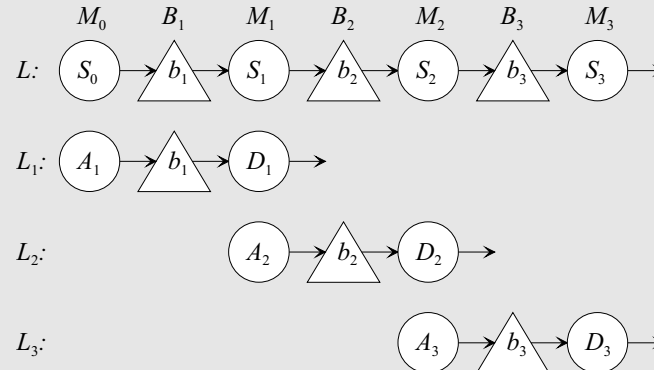 M₀ B₁ M₁ B₂ M₂ B₃ M₃
L: S₀ b₁ S₁ b₂ S₂ b₃ S₃
L₁: A₁ b₁ D₁
L₂: A₂ b₂ D₂
L₃: A₃ b₃ D₃